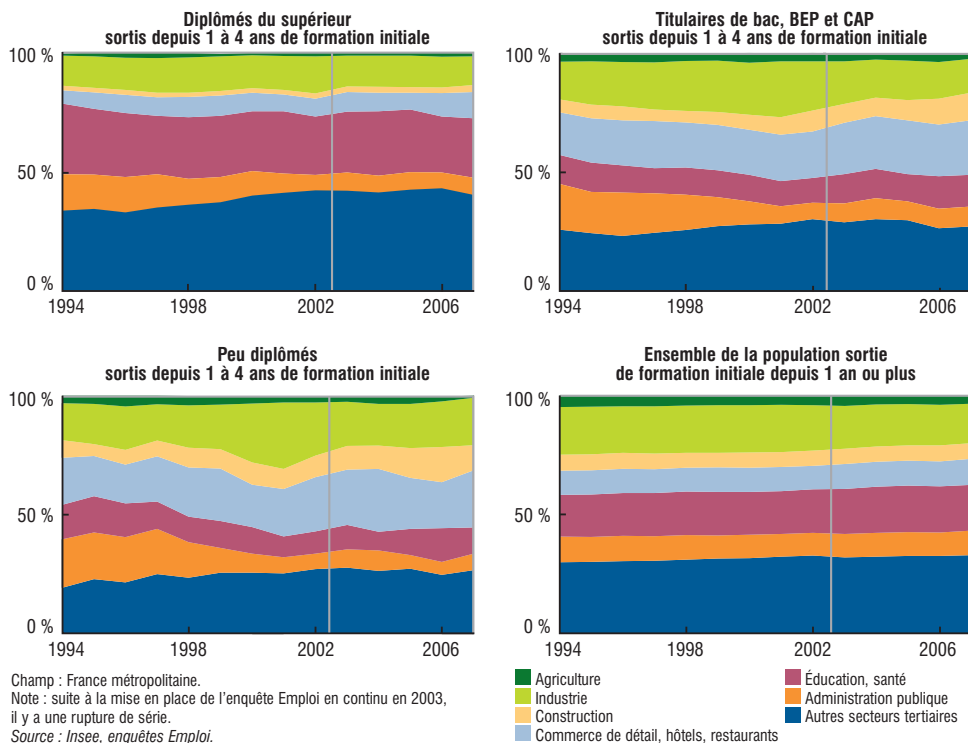 Diplômés du supérieur
sortis depuis 1 à 4 ans de formation initiale
100 %
50 %
0 %
1994 1998 2002 2006
Titulaires de bac, BEP et CAP
sortis depuis 1 à 4 ans de formation initiale
100 %
50 %
0 %
1994 1998 2002 2006
Peu diplômés
sortis depuis 1 à 4 ans de formation initiale
100 %
50 %
0 %
1994 1998 2002 2006
Ensemble de la population sortie
de formation initiale depuis 1 an ou plus
100 %
50 %
0 %
1994 1998 2002 2006
Champ : France métropolitaine.
Note : suite à la mise en place de l'enquête Emploi en continu en 2003,
il y a une rupture de série.
Source : Insee, enquêtes Emploi.
Agriculture
Industrie
Construction
Commerce de détail, hôtels, restaurants
Éducation, santé
Administration publique
Autres secteurs tertiaires